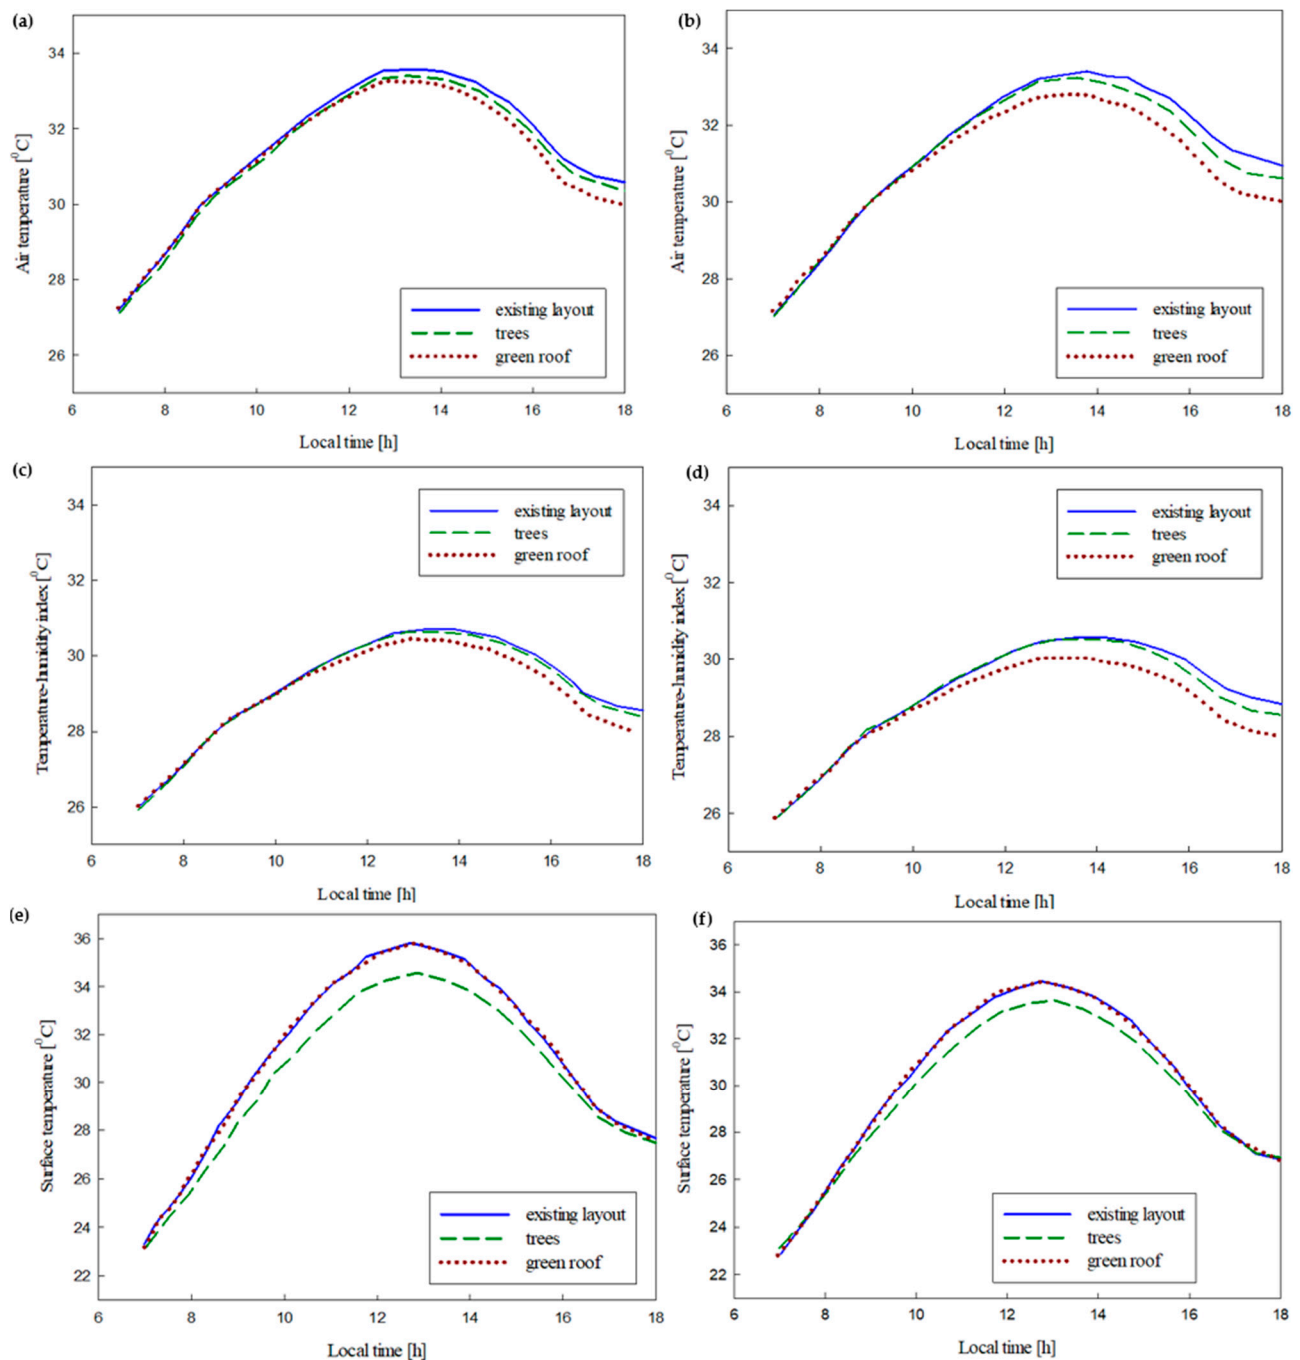 (a)
34
32
30
28
26
Air temperature [⁰C]
existing layout
trees
green roof
6 8 10 12 14 16 18
Local time [h]
(b)
34
32
30
28
26
Air temperature [⁰C]
existing layout
trees
green roof
6 8 10 12 14 16 18
Local time [h]
(c)
34
32
30
28
26
Temperature-humidity index [⁰C]
existing layout
trees
green roof
6 8 10 12 14 16 18
Local time [h]
(d)
34
32
30
28
26
Temperature-humidity index [⁰C]
existing layout
trees
green roof
6 8 10 12 14 16 18
Local time [h]
(e)
36
34
32
30
28
26
24
22
Surface temperature [⁰C]
existing layout
trees
green roof
6 8 10 12 14 16 18
Local time [h]
(f)
36
34
32
30
28
26
24
22
Surface temperature [⁰C]
existing layout
trees
green roof
6 8 10 12 14 16 18
Local time [h]